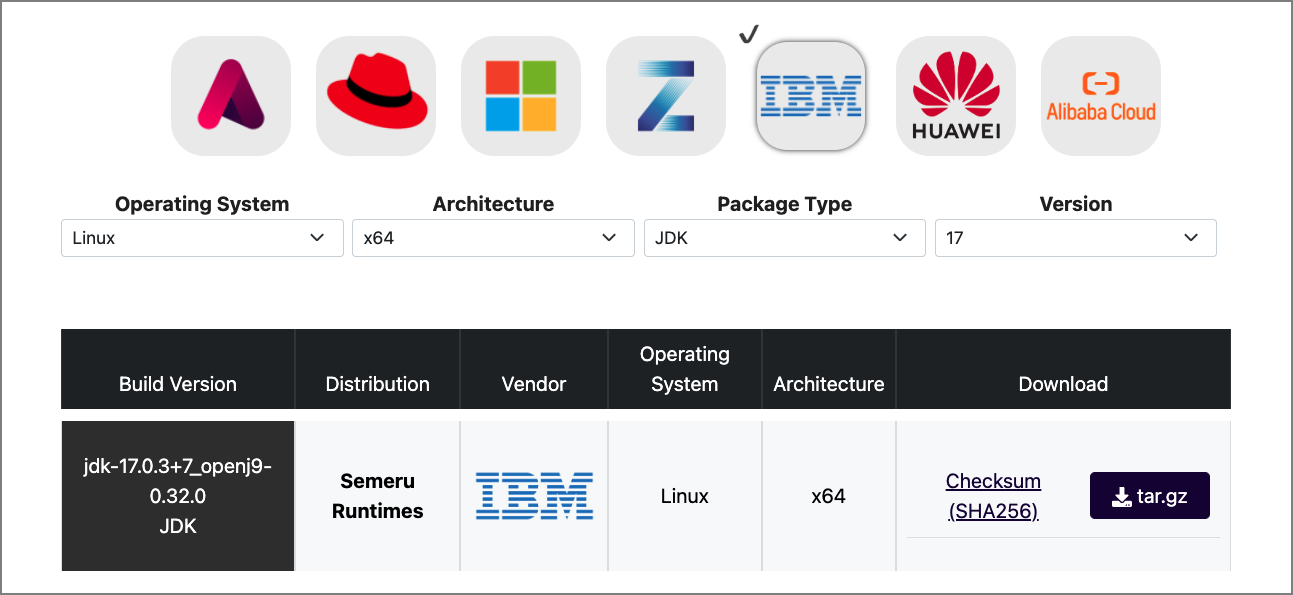 IBM
HUAWEI
Alibaba Cloud
Operating System
Architecture
Package Type
Version
Linux
x64
JDK
17
Build Version
Distribution
Vendor
Operating
System
Architecture
Download
jdk-17.0.3+7_openj9-
0.32.0
JDK
Semeru
Runtimes
IBM
Linux
x64
Checksum
(SHA256)
tar.gz